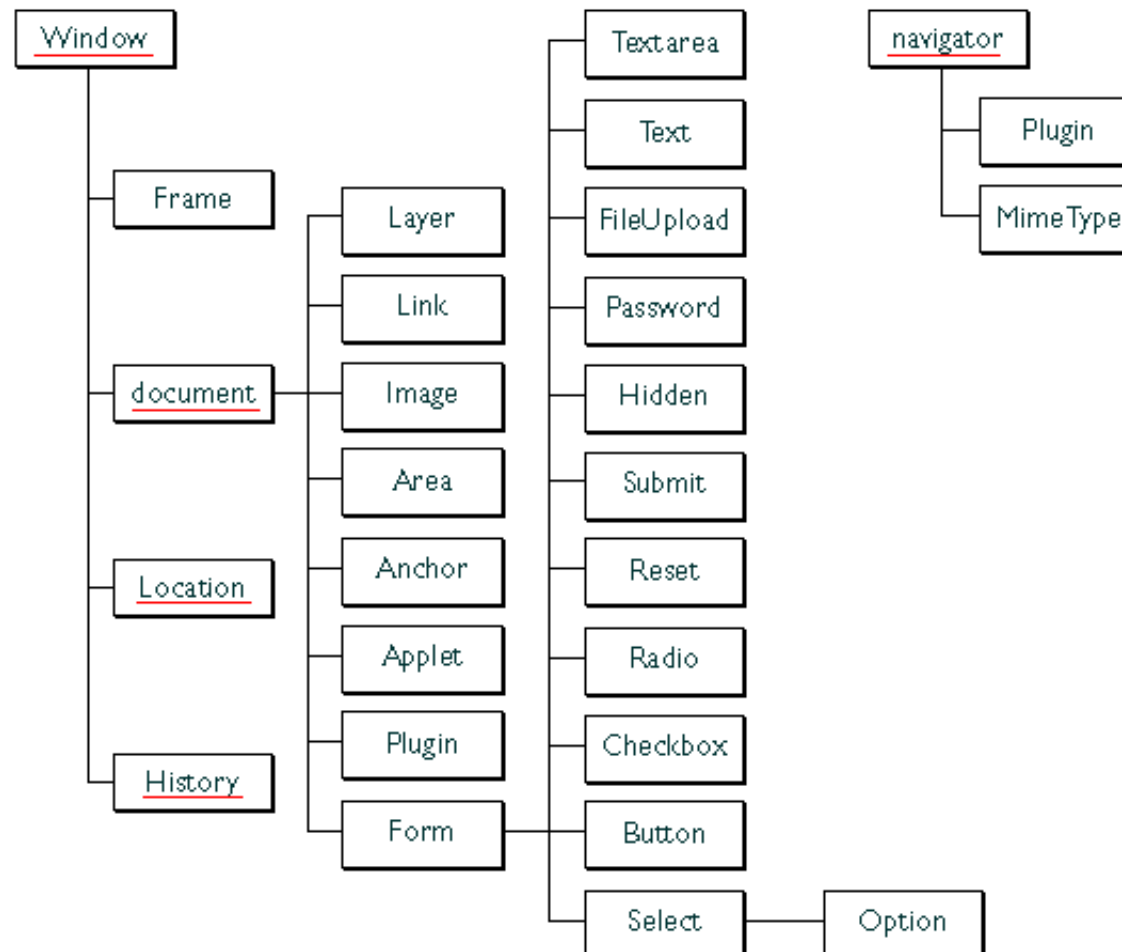 Window
Frame
document
Location
History
Layer
Link
Image
Area
Anchor
Applet
Plugin
Form
Textarea
Text
FileUpload
Password
Hidden
Submit
Reset
Radio
Checkbox
Button
Select
Option
navigator
Plugin
MimeType